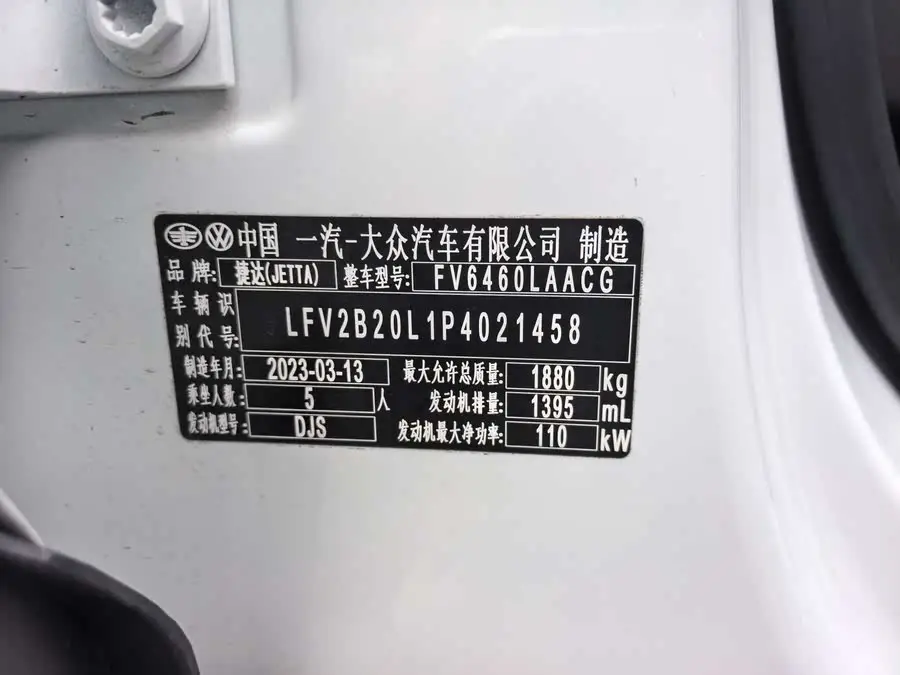 中国 一汽-大众汽车有限公司 制造
品牌: 捷达(JETTA) 整车型号: FV6460LAACG
车辆识别代号: LFV2B20L1P4021458
制造年月: 2023-03-13 最大允许总质量: 1880 kg
乘坐人数: 5 人 发动机排量: 1395 mL
发动机型号: DJS 发动机最大净功率: 110 kW